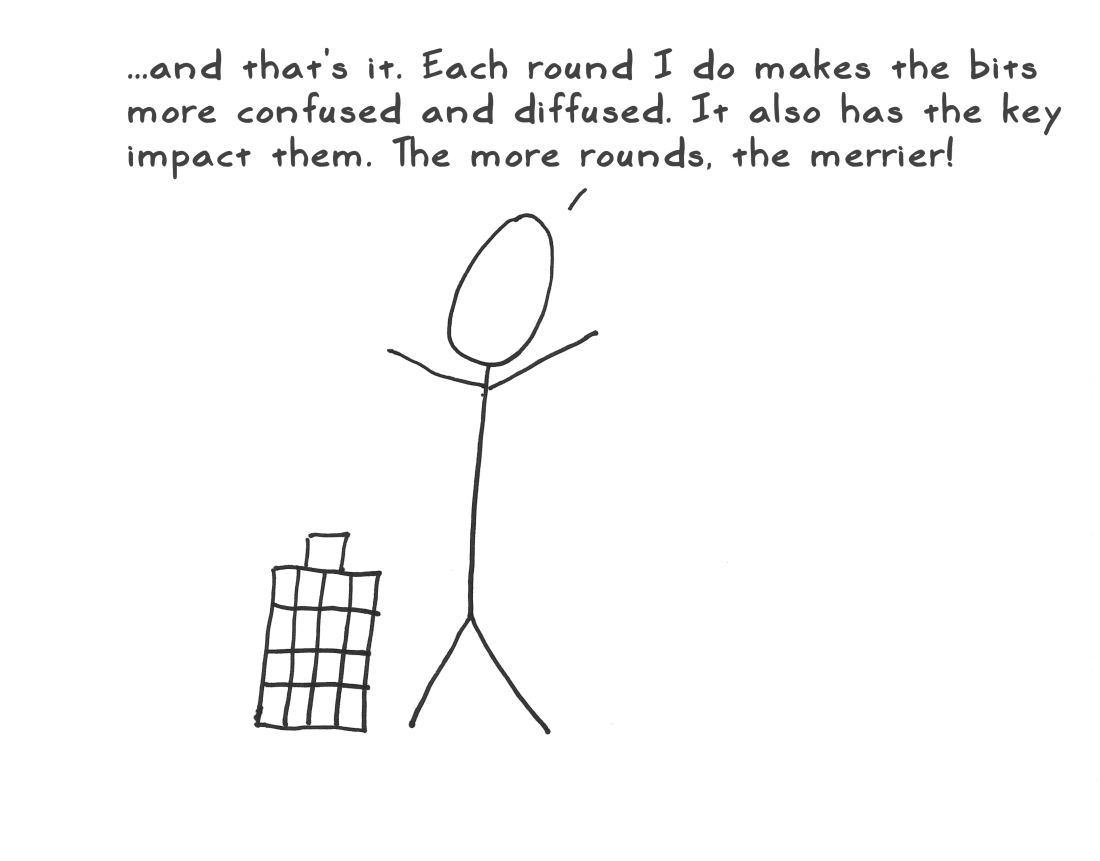 ...and that's it. Each round I do makes the bits
more confused and diffused. It also has the key
impact them. The more rounds, the merrier!